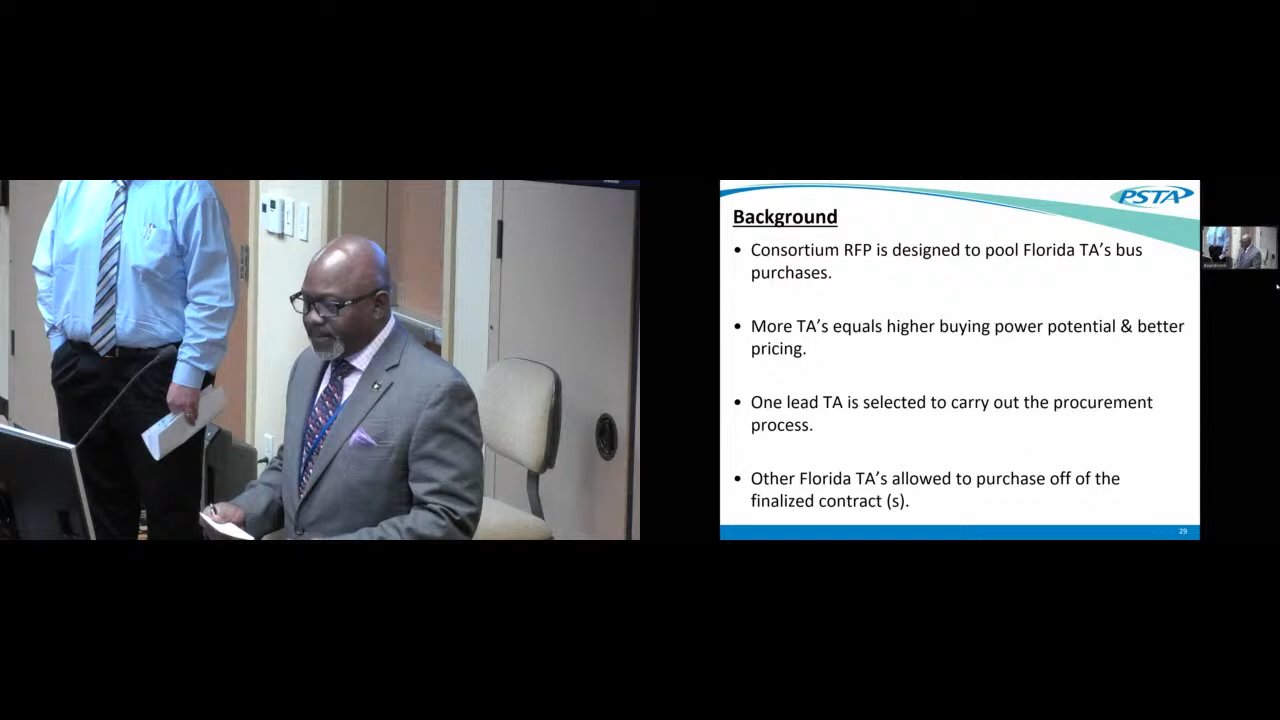 PSTA
Background
• Consortium RFP is designed to pool Florida TA's bus
purchases.
• More TA's equals higher buying power potential & better
pricing.
• One lead TA is selected to carry out the procurement
process.
• Other Florida TA's allowed to purchase off of the
finalized contract (s).
29